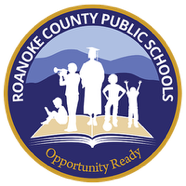 ROANOKE COUNTY PUBLIC SCHOOLS
Opportunity Ready